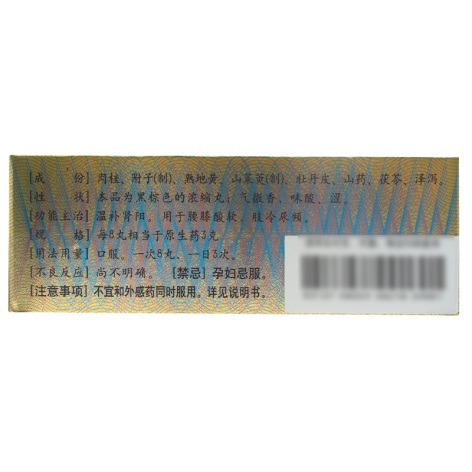 [成　份] 肉桂、附子(制)、熟地黄、山茱萸(制)、牡丹皮、山药、茯苓、泽泻。
[性　状] 本品为黑棕色的浓缩丸；气微香、味酸、涩。
[功能主治] 温补肾阳。用于腰膝酸软、肢冷尿频。
[规　格] 每8丸相当于原生药3克
[用法用量] 口服。一次8丸、一日3次。
[不良反应] 尚不明确。 [禁忌] 孕妇忌服。
[注意事项] 不宜和外感药同时服用。详见说明书。